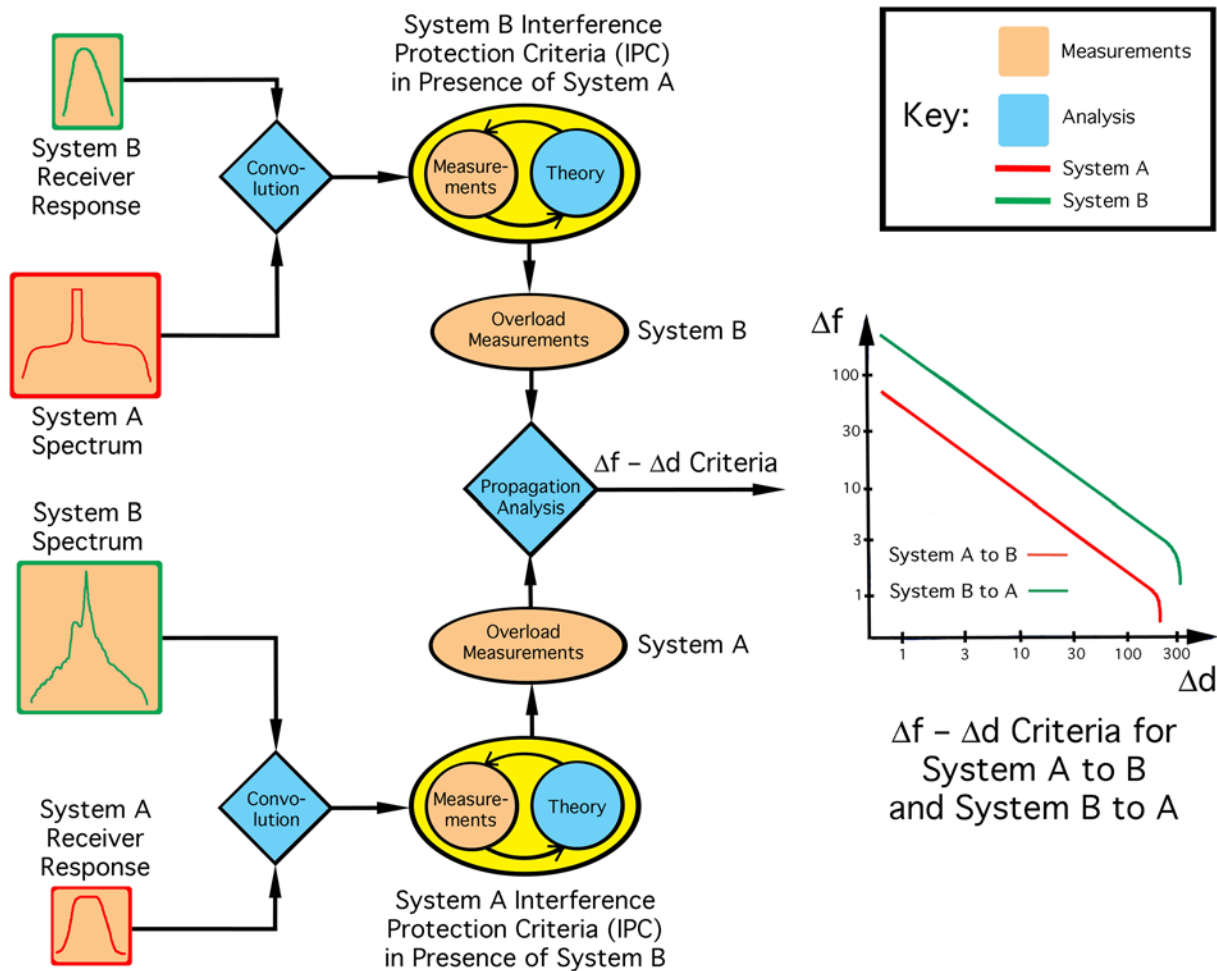 System B Interference
Protection Criteria (IPC)
in Presence of System A
System B
Receiver
Response
Convo-
lution
Measure-
ments
Theory
System A
Spectrum
Overload
Measurements
System B
Propagation
Analysis
Δf – Δd Criteria
System B
Spectrum
Overload
Measurements
System A
System A
Receiver
Response
Convo-
lution
Measure-
ments
Theory
System A Interference
Protection Criteria (IPC)
in Presence of System B
Key:
Measurements
Analysis
System A
System B
Δf
100
30
10
3
1
System A to B
System B to A
1
3
10
30
100
300
Δd
Δf – Δd Criteria for
System A to B
and System B to A